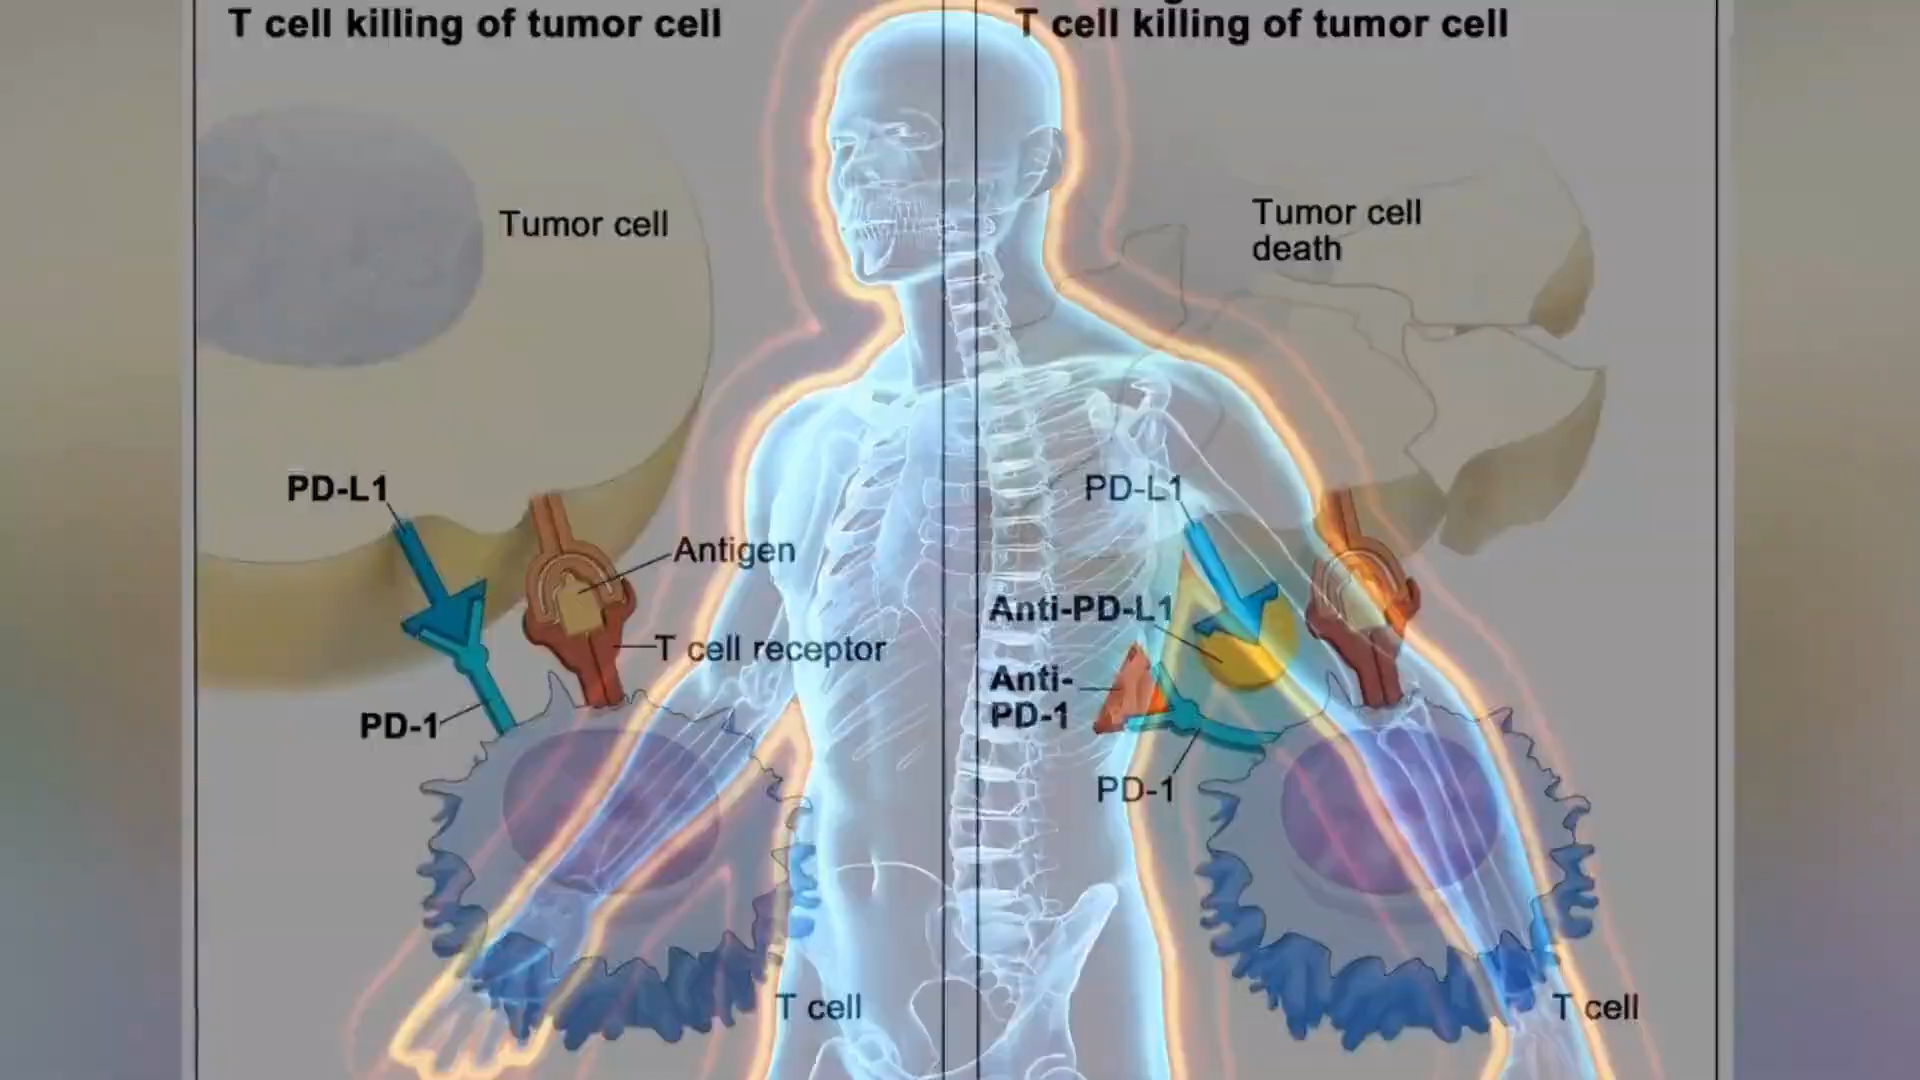 T cell killing of tumor cell
Tumor cell
PD-L1
Antigen
T cell receptor
PD-1
T cell
T cell killing of tumor cell
Tumor cell
death
PD-L1
Anti-PD-L1
Anti-
PD-1
PD-1
T cell